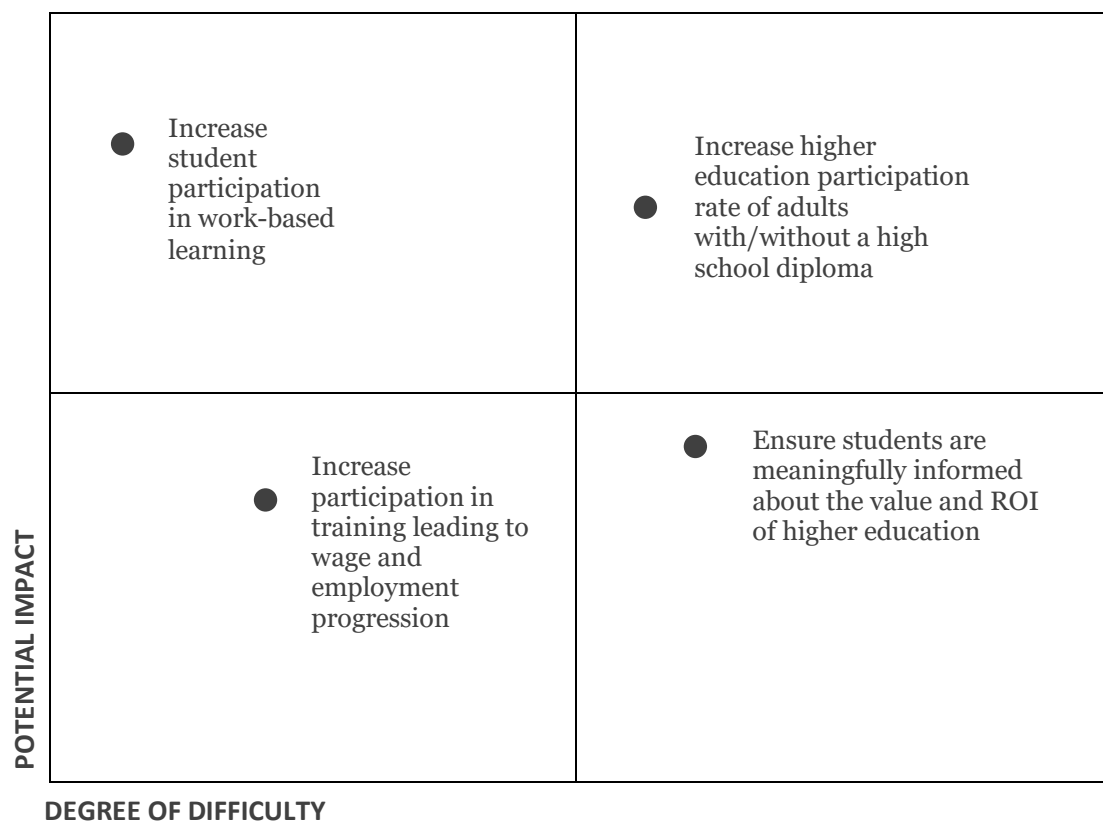 Increase
student
participation
in work-based
learning
Increase higher
education participation
rate of adults
with/without a high
school diploma
Increase
participation in
training leading to
wage and
employment
progression
Ensure students are
meaningfully informed
about the value and ROI
of higher education
POTENTIAL IMPACT
DEGREE OF DIFFICULTY